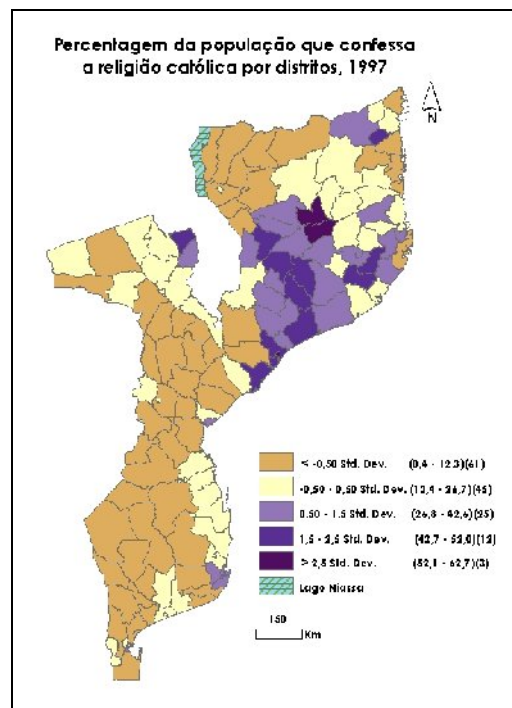 Percentagem da população que confessa
a religião católica por distritos, 1997
N
< -0,50 Std. Dev. (0,4 - 12,3)(61)
-0,50 - 0,50 Std. Dev. (12,4 - 26,7)(45)
0.50 - 1.5 Std. Dev. (26,8 - 42,6)(25)
1,5 - 2,5 Std. Dev. (42,7 - 52,0)(12)
> 2,5 Std. Dev. (52,1 - 62,7)(3)
Lago Niassa
150
Km